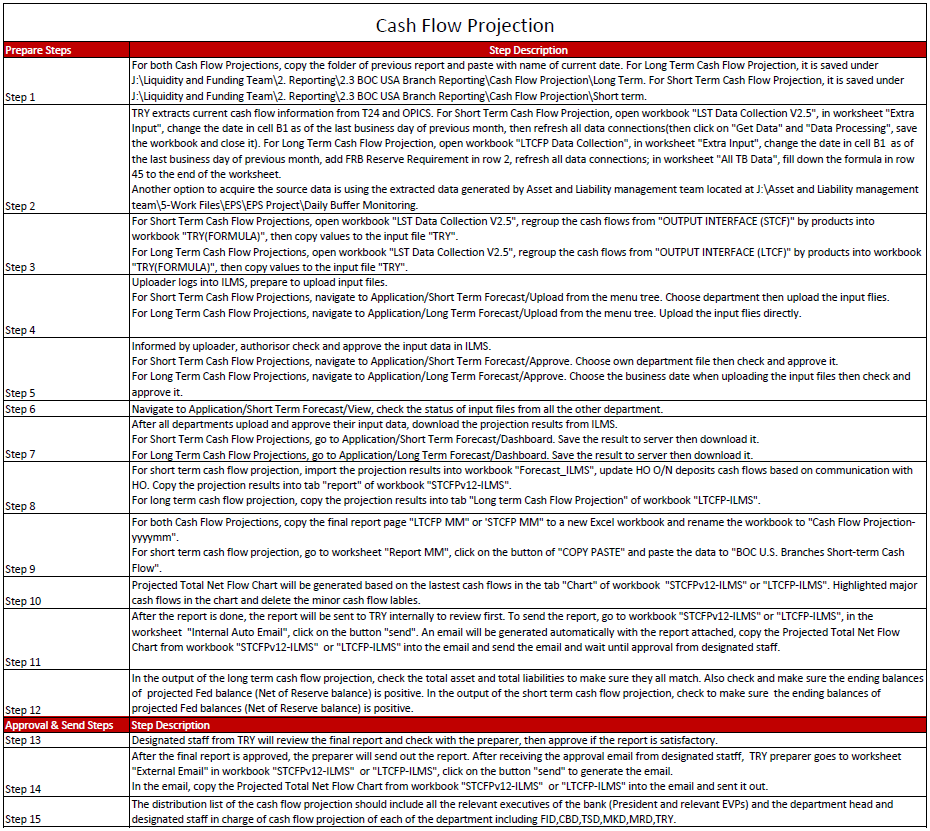 Cash Flow Projection
Prepare Steps
Step Description
For both Cash Flow Projections, copy the folder of previous report and paste with name of current date. For Long Term Cash Flow Projection, it is saved under
J:\Liquidity and Funding Team\2. Reporting\2.3 BOC USA Branch Reporting\Cash Flow Projection\Long Term. For Short Term Cash Flow Projection, it is saved under
Step 1
J:\Liquidity and Funding Team\2. Reporting\2.3 BOC USA Branch Reporting\Cash Flow Projection\Short term.
TRY extracts current cash flow information from T24 and OPICS. For Short Term Cash Flow Projection, open workbook "LST Data Collection V2.5", in worksheet "Extra
Input", change the date in cell B1 as of the last business day of previous month, then refresh all data connections(then click on "Get Data" and "Data Processing", save
the workbook and close it). For Long Term Cash Flow Projection, open workbook "LTCFP Data Collection", in worksheet "Extra Input", change the date in cell B1  as of
the last business day of previous month, add FRB Reserve Requirement in row 2, refresh all data connections; in worksheet "All TB Data", fill down the formula in row
45 to the end of the worksheet.
Another option to acquire the source data is using the extracted data generated by Asset and Liability management team located at J:\Asset and Liability management
Step 2
team\5-Work Files\EPS\EPS Project\Daily Buffer Monitoring.
For Short Term Cash Flow Projections, open workbook "LST Data Collection V2.5", regroup the cash flows from "OUTPUT INTERFACE (STCF)" by products into
workbook "TRY(FORMULA)", then copy values to the input file "TRY".
For Long Term Cash Flow Projections, open workbook "LST Data Collection V2.5", regroup the cash flows from "OUTPUT INTERFACE (LTCF)" by products into workbook
Step 3
"TRY(FORMULA)", then copy values to the input file "TRY".
Uploader logs into ILMS, prepare to upload input files.
For Short Term Cash Flow Projections, navigate to Application/Short Term Forecast/Upload from the menu tree. Choose department then upload the input flies.
For Long Term Cash Flow Projections, navigate to Application/Long Term Forecast/Upload from the menu tree. Upload the input flies directly.
Step 4
Informed by uploader, authorisor check and approve the input data in ILMS.
For Short Term Cash Flow Projections, navigate to Application/Short Term Forecast/Approve. Choose own department file then check and approve it.
For Long Term Cash Flow Projections, navigate to Application/Long Term Forecast/Approve. Choose the business date when uploading the input files then check and
Step 5
approve it.
Step 6
Navigate to Application/Short Term Forecast/View, check the status of input files from all the other department.
After all departments upload and approve their input data, download the projection results from ILMS.
For Short Term Cash Flow Projections, go to Application/Short Term Forecast/Dashboard. Save the result to server then download it.
Step 7
For Long Term Cash Flow Projections, go to Application/Long Term Forecast/Dashboard. Save the result to server then download it.
For short term cash flow projection, import the projection results into workbook "Forecast_ILMS", update HO O/N deposits cash flows based on communication with
HO. Copy the projection results into tab "report" of workbook "STCFPv12-ILMS".
For long term cash flow projection, copy the projection results into tab "Long term Cash Flow Projection" of workbook "LTCFP-ILMS".
Step 8
For both Cash Flow Projections, copy the final report page "LTCFP MM" or 'STCFP MM" to a new Excel workbook and rename the workbook to "Cash Flow Projection-
yyyymm".
For short term cash flow projection, go to worksheet "Report MM", click on the button of "COPY PASTE" and paste the data to "BOC U.S. Branches Short-term Cash
Step 9
Flow".
Projected Total Net Flow Chart will be generated based on the lastest cash flows in the tab "Chart" of workbook  "STCFPv12-ILMS" or "LTCFP-ILMS". Highlighted major
Step 10
cash flows in the chart and delete the minor cash flow lables.
After the report is done, the report will be sent to TRY internally to review first. To send the report, go to workbook "STCFPv12-ILMS" or "LTCFP-ILMS", in the
worksheet  "Internal Auto Email", click on the button "send". An email will be generated automatically with the report attached, copy the Projected Total Net Flow
Chart from workbook "STCFPv12-ILMS"  or "LTCFP-ILMS" into the email and send the email and wait until approval from designated staff.
Step 11
In the output of the long term cash flow projection, check the total asset and total liabilities to make sure they all match. Also check and make sure the ending balances
of  projected Fed balance (Net of Reserve balance) is positive. In the output of the short term cash flow projection, check to make sure  the ending balances of
Step 12
projected Fed balances (Net of Reserve balance) is positive.
Approval & Send Steps
Step Description
Step 13
Designated staff from TRY will review the final report and check with the preparer, then approve if the report is satisfactory.
After the final report is approved, the preparer will send out the report. After receiving the approval email from designated statff,  TRY preparer goes to worksheet
"External Email" in workbook "STCFPv12-ILMS"  or "LTCFP-ILMS", click on the button "send" to generate the email.
Step 14
In the email, copy the Projected Total Net Flow Chart from workbook "STCFPv12-ILMS"  or "LTCFP-ILMS" into the email and sent it out.
The distribution list of the cash flow projection should include all the relevant executives of the bank (President and relevant EVPs) and the department head and
Step 15
designated staff in charge of cash flow projection of each of the department including FID,CBD,TSD,MKD,MRD,TRY.